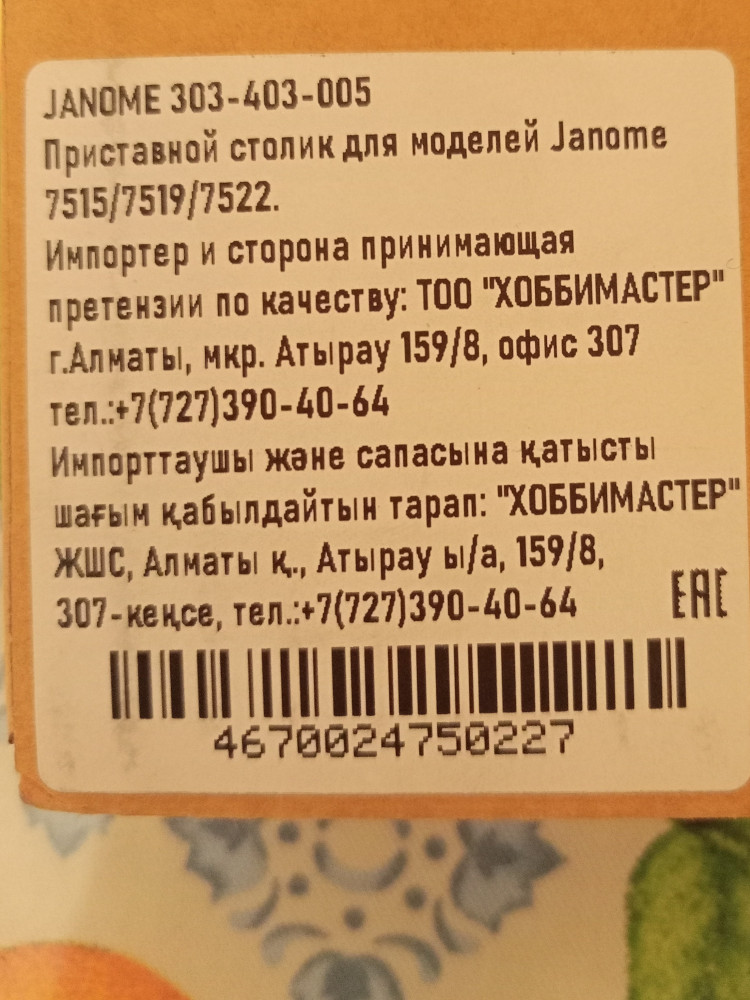 JANOME 303-403-005
Приставной столик для моделей Janome
7515/7519/7522.
Импортер и сторона принимающая
претензии по качеству: ТОО "ХОББИМАСТЕР"
г.Алматы, мкр. Атырау 159/8, офис 307
тел.:+7(727)390-40-64
Импорттаушы және сапасына қатысты
шағым қабылдайтын тарап: "ХОББИМАСТЕР"
ЖШС, Алматы қ., Атырау ы/а, 159/8,
307-кеңсе, тел.:+7(727)390-40-64
EAC
4670024750227